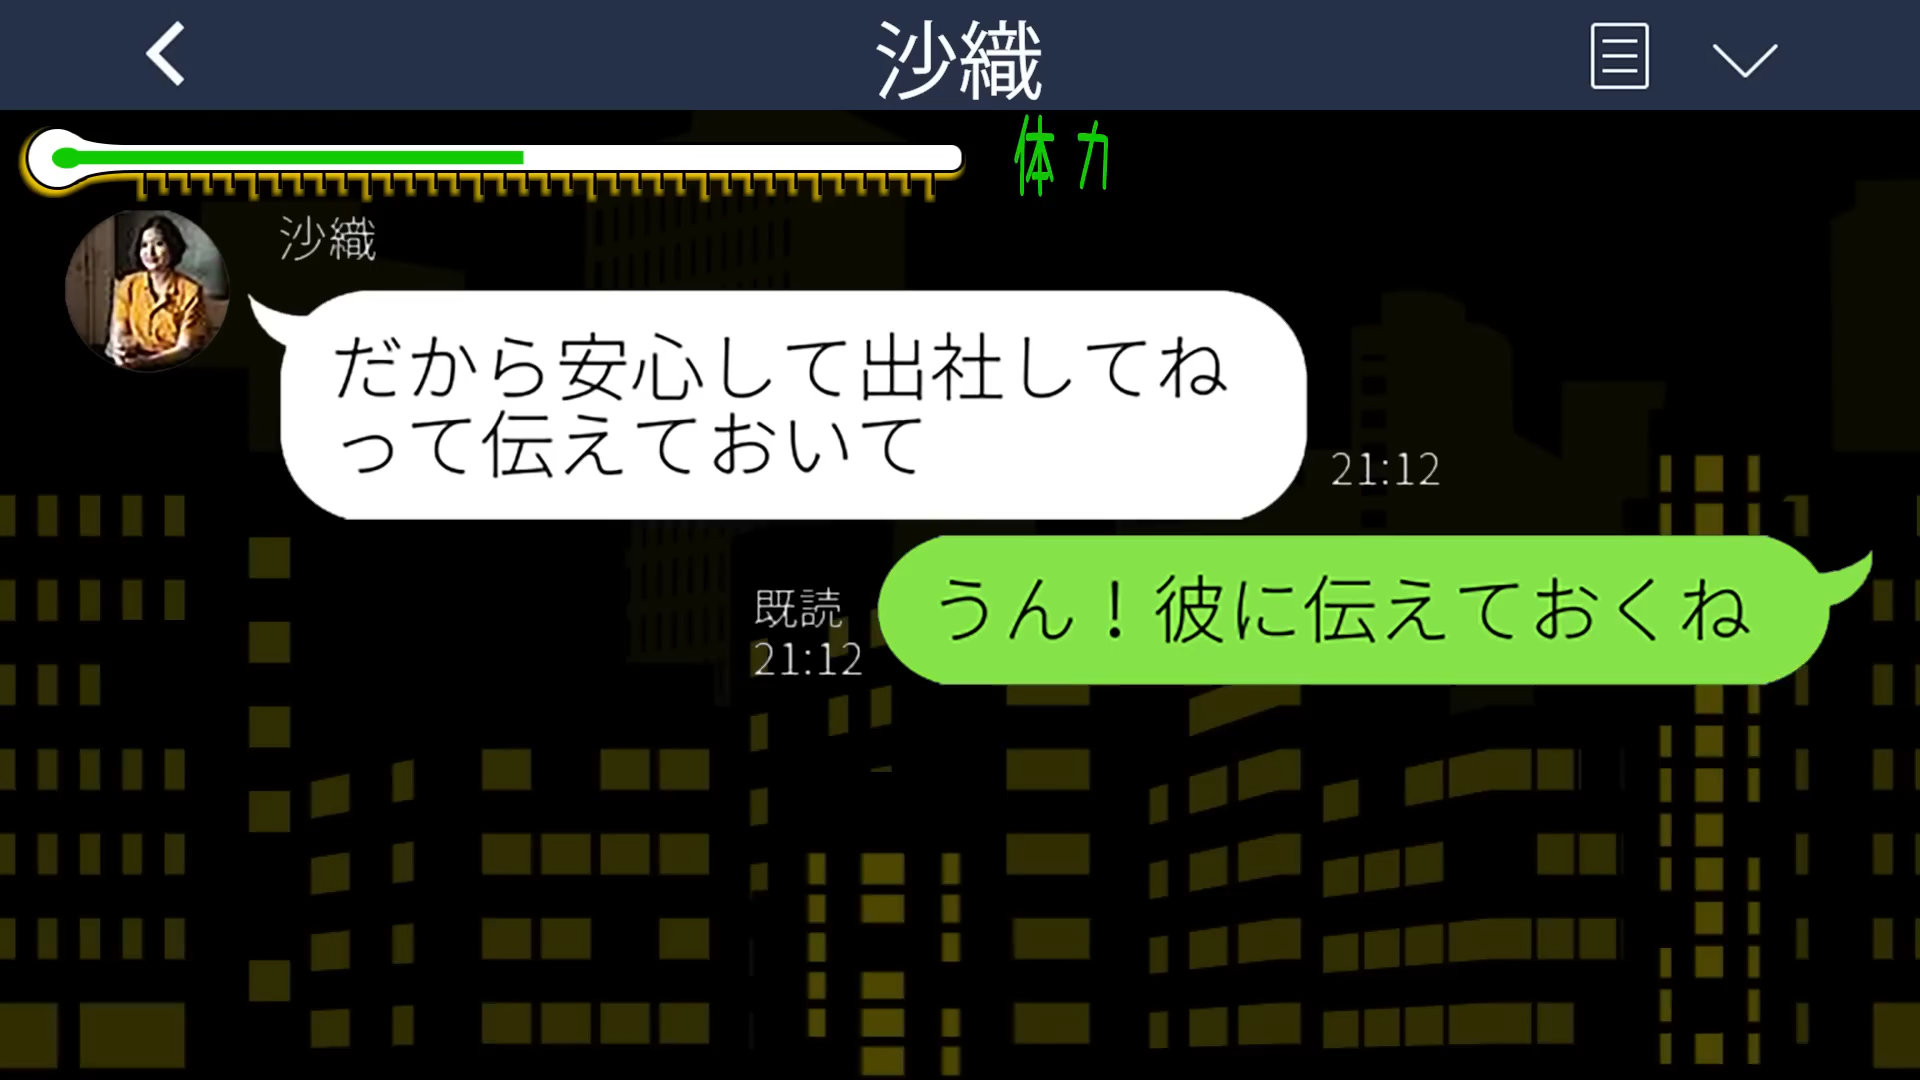 沙織
体力
沙織
だから安心して出社してね
って伝えておいて
21:12
うん！彼に伝えておくね
既読
21:12